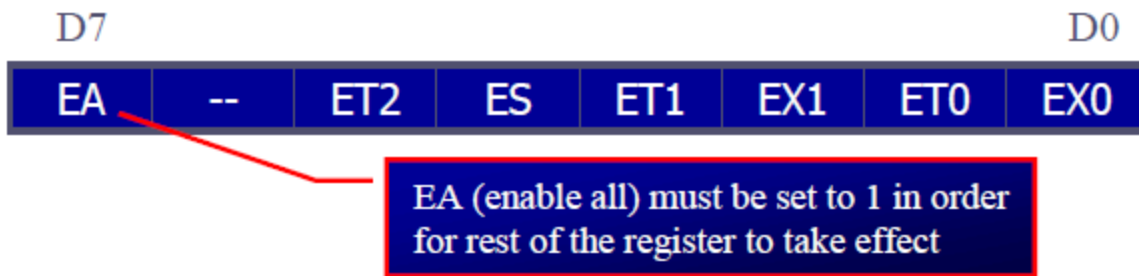 D7 D0
EA -- ET2 ES ET1 EX1 ET0 EX0
EA (enable all) must be set to 1 in order
for rest of the register to take effect